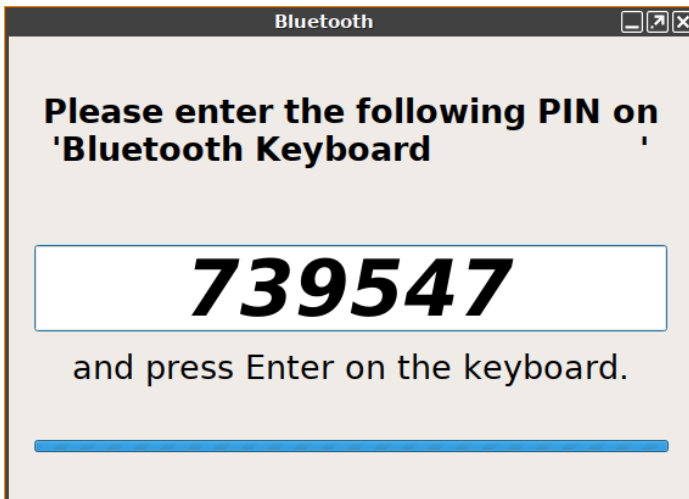 Bluetooth
Please enter the following PIN on
'Bluetooth Keyboard                    '
739547
and press Enter on the keyboard.